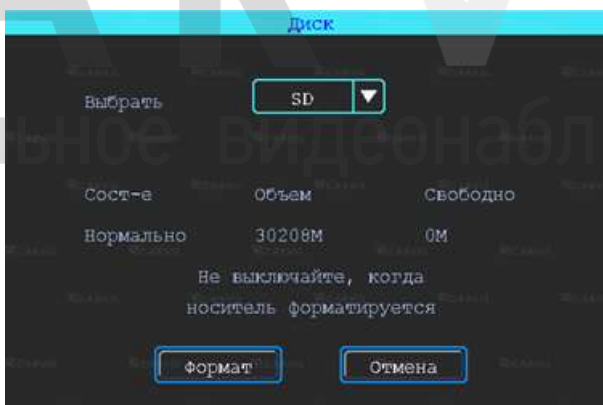 Диск
Выбрать SD
Сост-е Объем Свободно
Нормально 30208M 0M
Не выключайте, когда
носитель форматируется
Формат Отмена